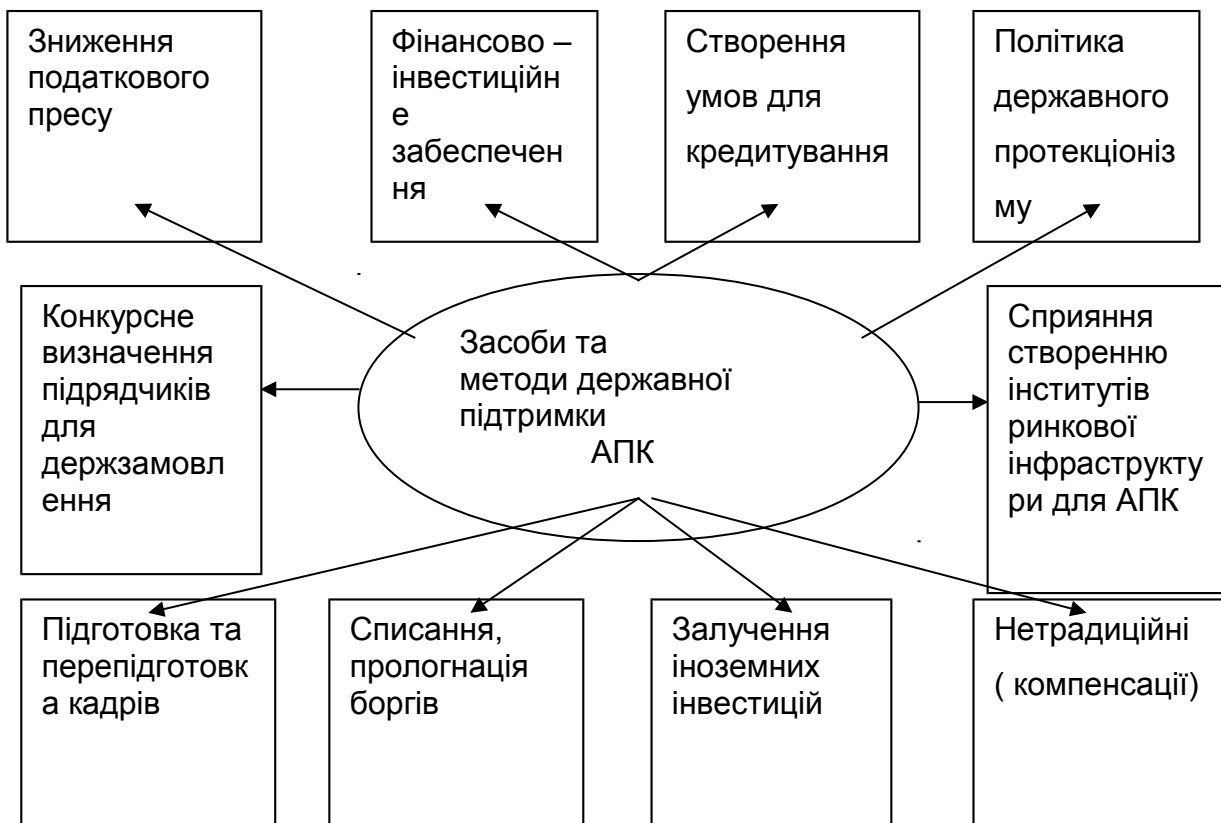 Зниження
податкового
пресу
Фінансово –
інвестиційн
е
забеспечен
ня
Створення
умов для
кредитування
Політика
державного
протекціоніз
му
Конкурсне
визначення
підрядчиків
для
держзамовл
ення
Засоби та
методи державної
підтримки
АПК
Сприяння
створенню
інститутів
ринкової
інфраструкту
ри для АПК
Підготовка та
перепідготовк
а кадрів
Списання,
прологнація
боргів
Залучення
іноземних
інвестицій
Нетрадиційні
( компенсації)